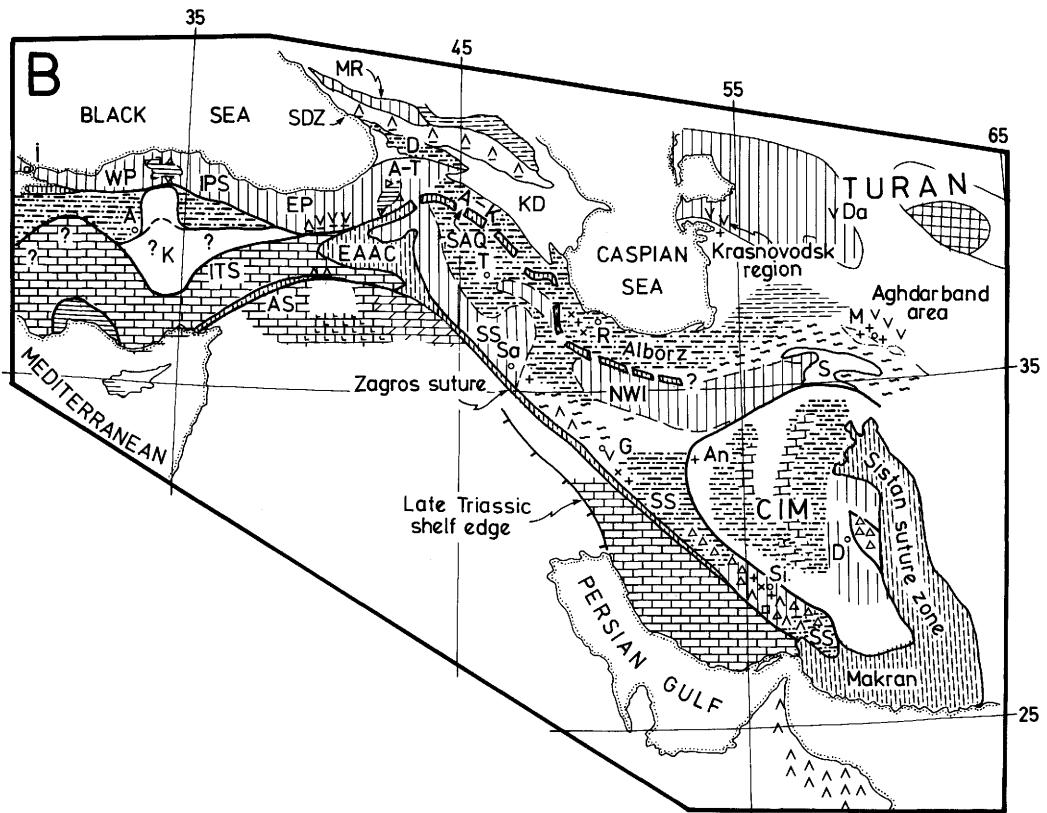 35
45
55
65
B
MR
BLACK SEA
SDZ
i
D
TURAN
WP
IPS
A-T
EP
KD
A
A-T
Da
?
?
?
K
SAQ
Krasnovodsk
region
EAAC
T
CASPIAN
SEA
ITS
Aghdarband
area
AS
M
SS
R
Alborz
Sa
35
Zagros suture
NWI
?
S
MEDITERRANEAN
G
An
Late Triassic
shelf edge
SS
CIM
Sistan suture zone
D
Si
SS
PERSIAN
GULF
Makran
25